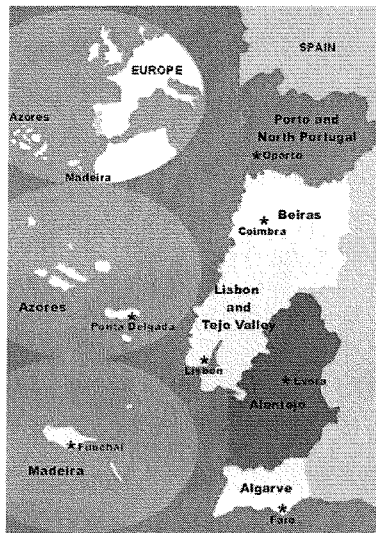 SPAIN
EUROPE
Azores
Madeira
Porto and
North Portugal
Oporto
Beiras
Coimbra
Azores
Ponta Delgada
Lisbon
and
Tejo Valley
Lisbon
Evora
Alentejo
Funchal
Madeira
Algarve
Faro